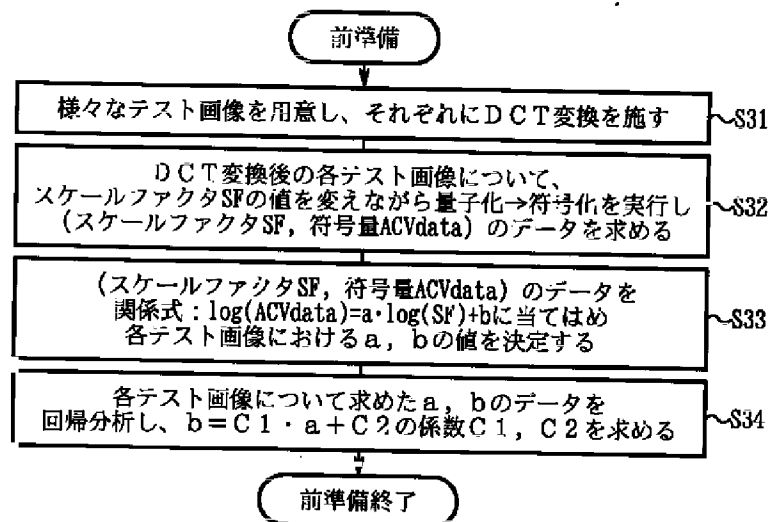 前準備
様々なテスト画像を用意し、それぞれにDCT変換を施す
S31
DCT変換後の各テスト画像について、
スケールファクタSFの値を変えながら量子化→符号化を実行し
(スケールファクタSF, 符号量ACVdata)のデータを求める
S32
(スケールファクタSF, 符号量ACVdata)のデータを
関係式:log(ACVdata)=a・log(SF)+bに当てはめ
各テスト画像におけるa, bの値を決定する
S33
各テスト画像について求めたa, bのデータを
回帰分析し、b=C1・a+C2の係数C1, C2を求める
S34
前準備終了